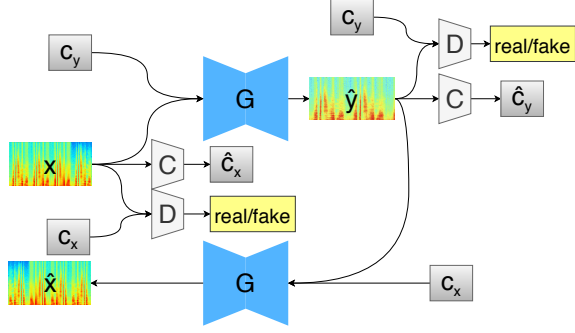 c_y
D
real/fake
c_y
G
ŷ
C
ĉ_y
x
C
ĉ_x
D
real/fake
c_x
x̂
G
c_x